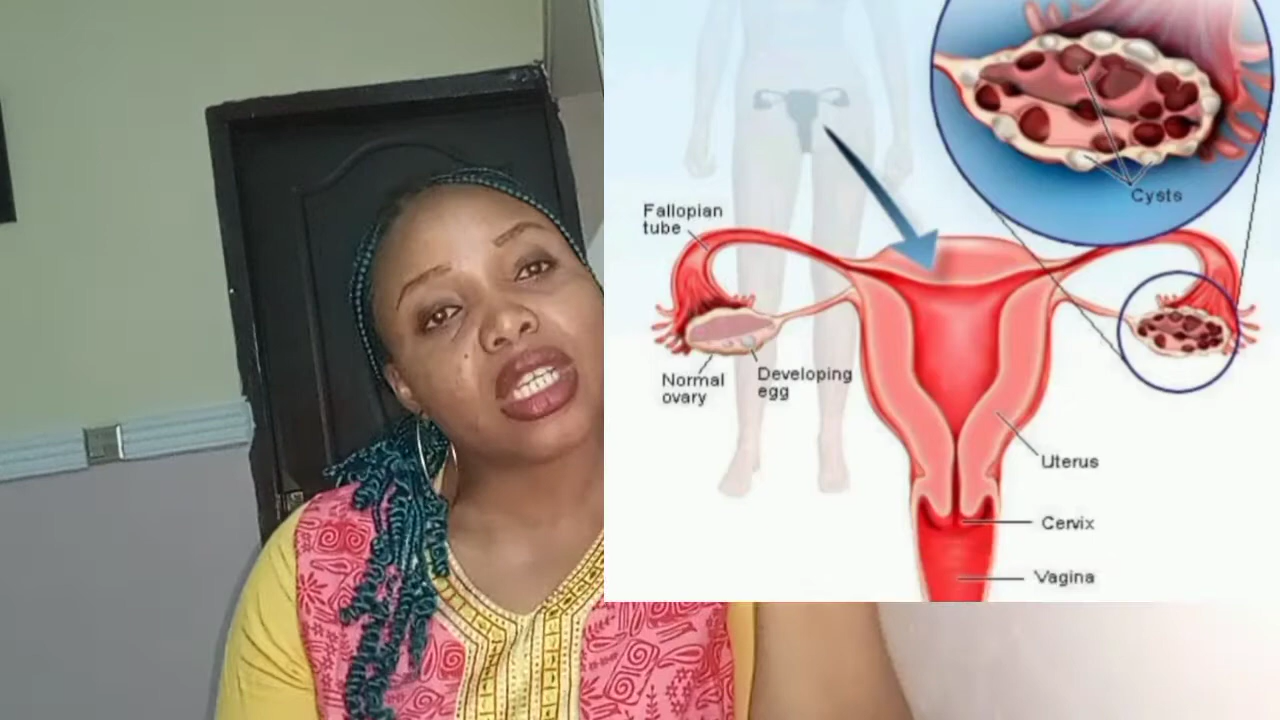 Cysts
Fallopian
tube
Normal
ovary
Developing
egg
Uterus
Cervix
Vagina